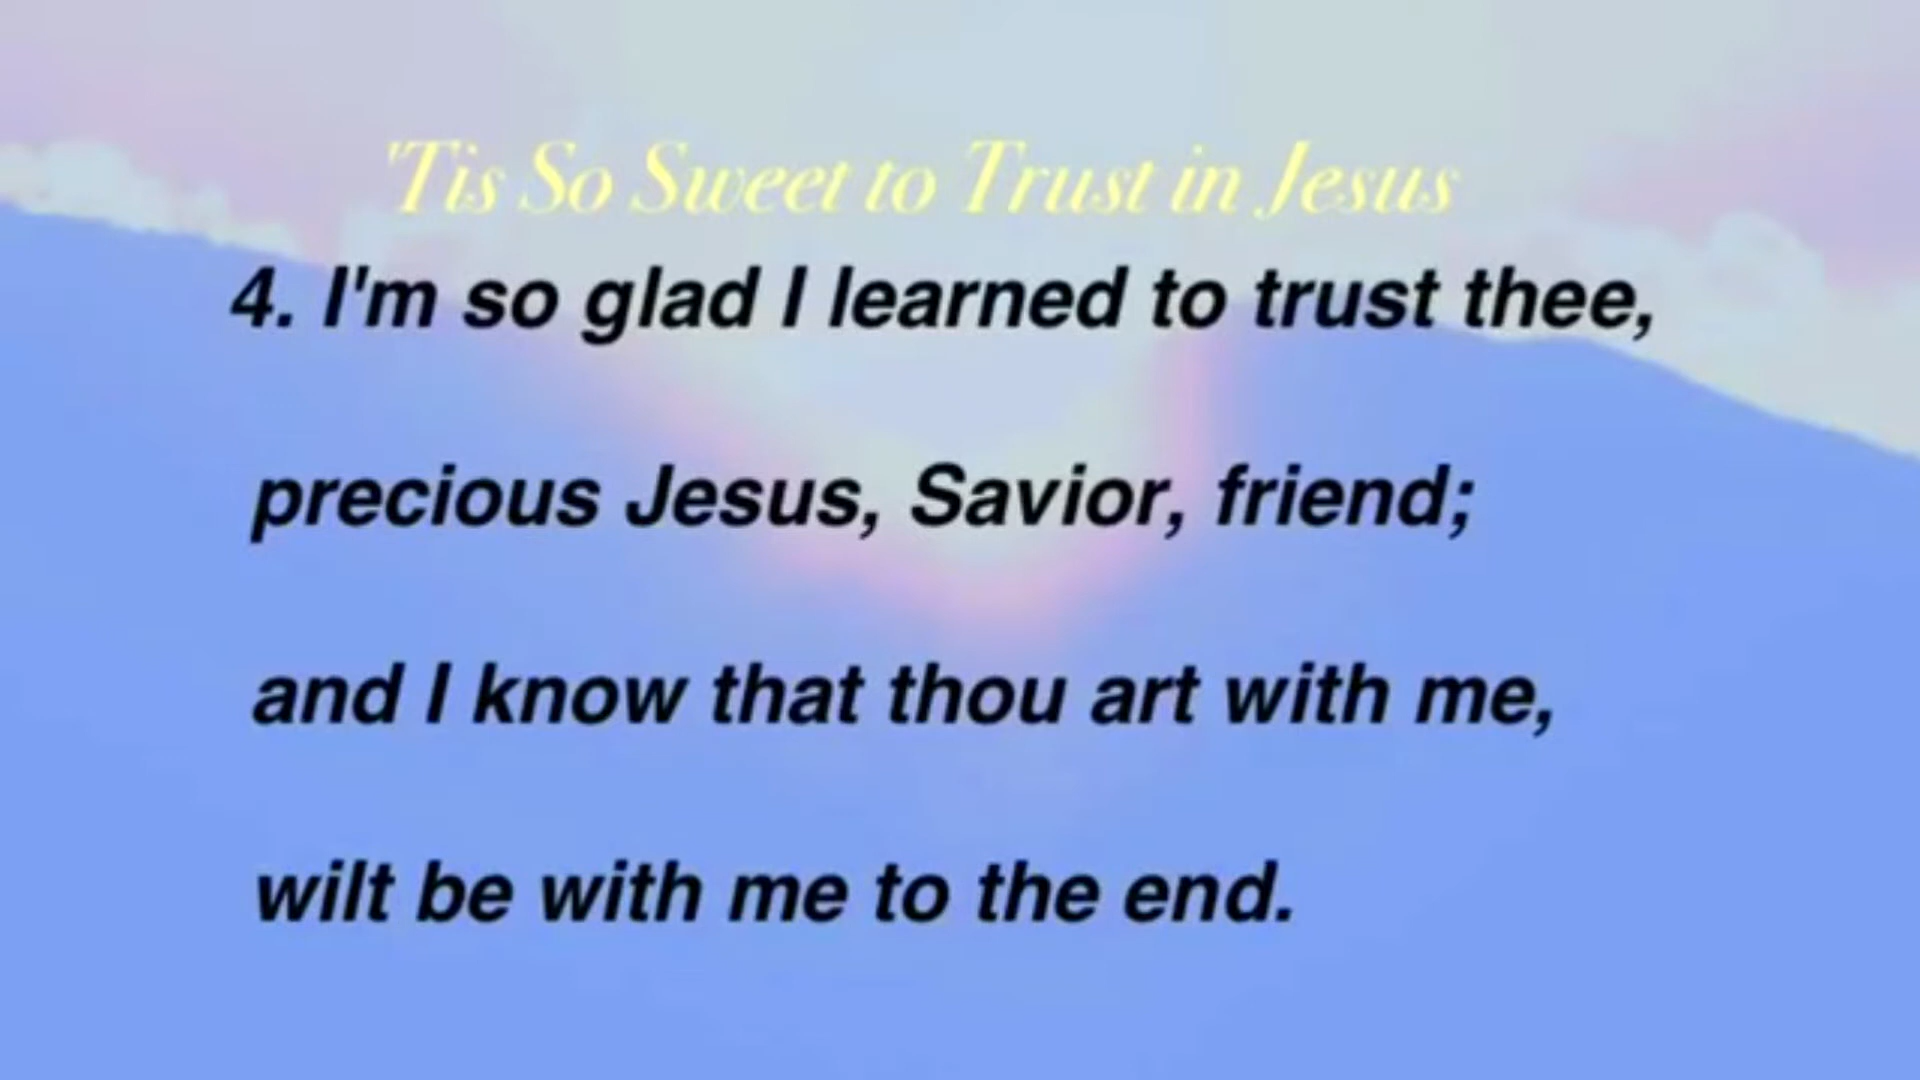 'Tis So Sweet to Trust in Jesus
4. I'm so glad I learned to trust thee,
precious Jesus, Savior, friend;
and I know that thou art with me,
wilt be with me to the end.